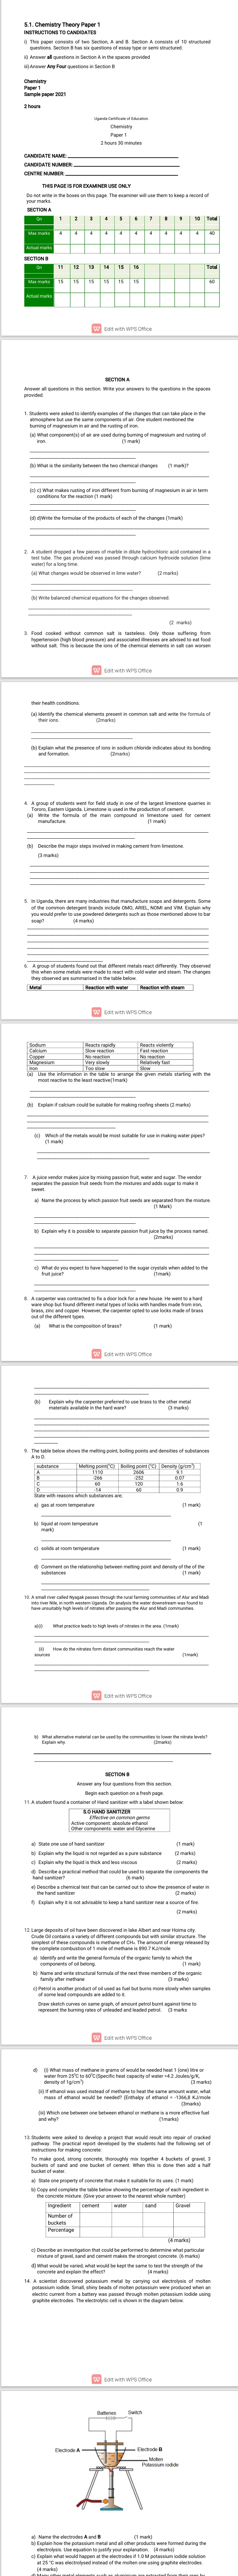 5.1. Chemistry Theory Paper 1
INSTRUCTIONS TO CANDIDATES
i) This paper consists of two Section, A and B. Section A consists of 10 structured
questions. Section B has six questions of essay type or semi structured.
ii) Answer all questions in Section A in the spaces provided
iii) Answer Any Four questions in Section B
Chemistry
Paper 1
Sample paper 2021
2 hours
Uganda Certificate of Education
Chemistry
Paper 1
2 hours 30 minutes
CANDIDATE NAME:
CANDIDATE NUMBER:
CENTRE NUMBER:
THIS PAGE IS FOR EXAMINER USE ONLY
Do not write in the boxes on this page. The examiner will use them to keep a record of
your marks.
SECTION A
Qn 1 2 3 4 5 6 7 8 9 10 Total
Max marks 4 4 4 4 4 4 4 4 4 4 40
Actual marks
SECTION B
Qn 11 12 13 14 15 16 Total
Max marks 15 15 15 15 15 15 60
Actual marks
Edit with WPS Office
SECTION A
Answer all questions in this section. Write your answers to the questions in the spaces
provided.
1. Students were asked to identify examples of the changes that can take place in the
atmosphere but use the same components of air. One student mentioned the
burning of magnesium in air and the rusting of iron.
(a) What component(s) of air are used during burning of magnesium and rusting of
iron. (1 mark)
(b) What is the similarity between the two chemical changes (1 mark)?
(c) c) What makes rusting of iron different from burning of magnesium in air in term
conditions for the reaction (1 mark)
(d) d)Write the formulae of the products of each of the changes (1mark)
2. A student dropped a few pieces of marble in dilute hydrochloric acid contained in a
test tube. The gas produced was passed through calcium hydroxide solution (lime
water) for a long time.
(a) What changes would be observed in lime water? (2 marks)
(b) Write balanced chemical equations for the changes observed.
(2 marks)
3. Food cooked without common salt is tasteless. Only those suffering from
hypertension (high blood pressure) and associated illnesses are advised to eat food
without salt. This is because the ions of the chemicals in salt can worsen
Edit with WPS Office
their health conditions.
(a) Identify the chemical elements present in common salt and write the formula of
their ions. (2marks)
(b) Explain what the presence of ions in sodium chloride indicates about its bonding
and formation. (2marks)
4. A group of students went for field study in one of the largest limestone quarries in
Tororo, Eastern Uganda. Limestone is used in the production of cement.
(a) Write the formula of the main compound in limestone used for cement
manufacture. (1 mark)
(b) Describe the major steps involved in making cement from limestone.
(3 marks)
5. In Uganda, there are many industries that manufacture soaps and detergents. Some
of the common detergent brands include OMO, ARIEL, NOMI and VIM. Explain why
you would prefer to use powdered detergents such as those mentioned above to bar
soap? (4 marks)
6. A group of students found out that different metals react differently. They observed
this when some metals were made to react with cold water and steam. The changes
they observed are summarised in the table below.
Metal Reaction with water Reaction with steam
Edit with WPS Office
Sodium Reacts rapidly Reacts violently
Calcium Slow reaction Fast reaction
Copper No reaction No reaction
Magnesium Very slowly Relatively fast
Iron Too slow Slow
(a) Use the information in the table to arrange the given metals starting with the
most reactive to the least reactive(1mark)
(b) Explain if calcium could be suitable for making roofing sheets (2 marks)
(c) Which of the metals would be most suitable for use in making water pipes?
(1 mark)
7. A juice vendor makes juice by mixing passion fruit, water and sugar. The vendor
separates the passion fruit seeds from the mixtures and adds sugar to make it
sweet.
a) Name the process by which passion fruit seeds are separated from the mixture.
(1 Mark)
b) Explain why it is possible to separate passion fruit juice by the process named.
(2marks)
c) What do you expect to have happened to the sugar crystals when added to the
fruit juice? (1mark)
8. A carpenter was contracted to fix a door lock for a new house. He went to a hard
ware shop but found different metal types of locks with handles made from iron,
brass, zinc and copper. However, the carpenter opted to use locks made of brass
out of the different types.
(a) What is the composition of brass? (1 mark)
Edit with WPS Office
(b) Explain why the carpenter preferred to use brass to the other metal
materials available in the hard ware? (3 marks)
9. The table below shows the melting point, boiling points and densities of substances
A to D.
substance Melting point(°C) Boiling point (°C) Density (g/cm³)
A 1110 2606 9.1
B -266 -252 0.07
C 60 120 1.6
D -14 60 0.9
State with reasons which substances are;
a) gas at room temperature (1 mark)
b) liquid at room temperature (1
mark)
c) solids at room temperature (1 mark)
d) Comment on the relationship between melting point and density of the of the
substances (1 mark)
10. A small river called Nyagak passes through the rural farming communities of Alur and Madi
into river Nile, in north western Uganda. On analysis the water downstream was found to
have unsuitably high levels of nitrates after passing the Alur and Madi communities.
a)(i) What practice leads to high levels of nitrates in the area. (1mark)
(ii) How do the nitrates form distant communities reach the water
sources (1mark)
Edit with WPS Office
b) What alternative material can be used by the communities to lower the nitrate levels?
Explain why. (2marks)
SECTION B
Answer any four questions from this section.
Begin each question on a fresh page.
11. A student found a container of Hand sanitizer with a label shown below:
S.O HAND SANITIZER
Effective on common germs
Active component: absolute ethanol
Other components: water and Glycerine.
a) State one use of hand sanitizer (1 mark)
b) Explain why the liquid is not regarded as a pure substance (2 marks)
c) Explain why the liquid is thick and less viscous (2 marks)
d) Describe a practical method that could be used to separate the components the
hand sanitizer? (6 mark)
e) Describe a chemical test that can be carried out to show the presence of water in
the hand sanitizer (2 marks)
f) Explain why it is not advisable to keep a hand sanitizer near a source of fire.
(2 marks)
12. Large deposits of oil have been discovered in lake Albert and near Hoima city.
Crude Oil contains a variety of different compounds but with similar structure. The
simplest of these compounds is methane of CH₄. The amount of energy released by
the complete combustion of 1 mole of methane is 890.7 KJ/mole
a) Identify and write the general formula of the organic family to which the
components of oil belong. (1 mark)
b) Name and write structural formula of the next three members of the organic
family after methane (3 marks)
c) Petrol is another product of oil used as fuel but burns more slowly when samples
of some lead compounds are added to it.
Draw sketch curves on same graph, of amount petrol burnt against time to
represent the burning rates of unleaded and leaded petrol. (3 marks)
Edit with WPS Office
d) (i) What mass of methane in grams of would be needed heat 1 (one) litre or
water from 25°C to 60°C (Specific heat capacity of water =4.2 Joules/g/K,
density of 1g/cm³) (3 marks)
(ii) If ethanol was used instead of methane to heat the same amount water, what
mass of ethanol would be needed? (Enthalpy of ethanol = -1366,8 KJ/mole
(3marks)
(iii) Which one between one between ethanol or methane is a more effective fuel
and why? (1marks)
13. Students were asked to develop a project that would result into repair of cracked
pathway. The practical report developed by the students had the following set of
instructions for making concrete:
To make good, strong concrete, thoroughly mix together 4 buckets of gravel, 3
buckets of sand and one bucket of cement. When this is done then add a half
bucket of water.
a) State one property of concrete that make it suitable for its uses. (1 mark)
b) Copy and complete the table below showing the percentage of each ingredient in
the concrete mixture. (Give your answer to the nearest whole number)
Ingredient cement water sand Gravel
Number of
buckets
Percentage
(4 marks)
c) Describe an investigation that could be performed to determine what particular
mixture of gravel, sand and cement makes the strongest concrete. (6 marks)
d) What would be varied, what would be kept the same to test the strength of the
concrete and explain the effect? (4 marks)
14. A scientist discovered potassium metal by carrying out electrolysis of molten
potassium iodide. Small, shiny beads of molten potassium were produced when an
electric current from a battery was passed through molten potassium iodide using
graphite electrodes. The electrolytic cell is shown in the diagram below.
Edit with WPS Office
Batteries Switch
Electrode A
Electrode B
Molten
Potassium iodide
a) Name the electrodes A and B (1 mark)
b) Explain how the potassium metal and all other products were formed during the
electrolysis. Use equation to justify your explanation. (4 marks)
c) Explain what would happen at the electrodes if 1.0 M potassium iodide solution
at 25 °C was electrolysed instead of the molten one using graphite electrodes.
(4 marks)